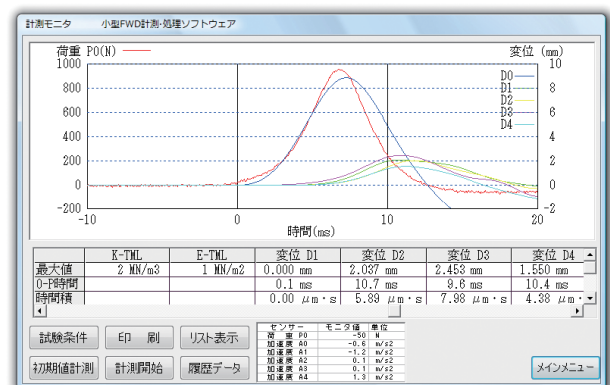 計測モニタ 小型FWD計測・処理ソフトウェア
荷重 P0(N) 変位 (mm)
1000 10
800 8
600 6
400 4
200 2
0 0
-200 -2
D0
D1
D2
D3
D4
-10 0 10 20
時間(ms)
K-TML E-TML 変位 D1 変位 D2 変位 D3 変位 D4
最大値 2 MN/m3 1 MN/m2 0.000 mm 2.037 mm 2.453 mm 1.550 mm
0-P時間 0.1 ms 10.7 ms 9.6 ms 10.4 ms
時間積 0.00 μm・s 5.89 μm・s 7.98 μm・s 4.38 μm・
試験条件 印 刷 リスト表示
初期値計測 計測開始 履歴データ
センサー モニタ値 単位
荷 重 P0 -50 N
加速度 A0 -0.6 m/s2
加速度 A1 -1.2 m/s2
加速度 A2 0.1 m/s2
加速度 A3 0.1 m/s2
加速度 A4 1.3 m/s2
メインメニュー